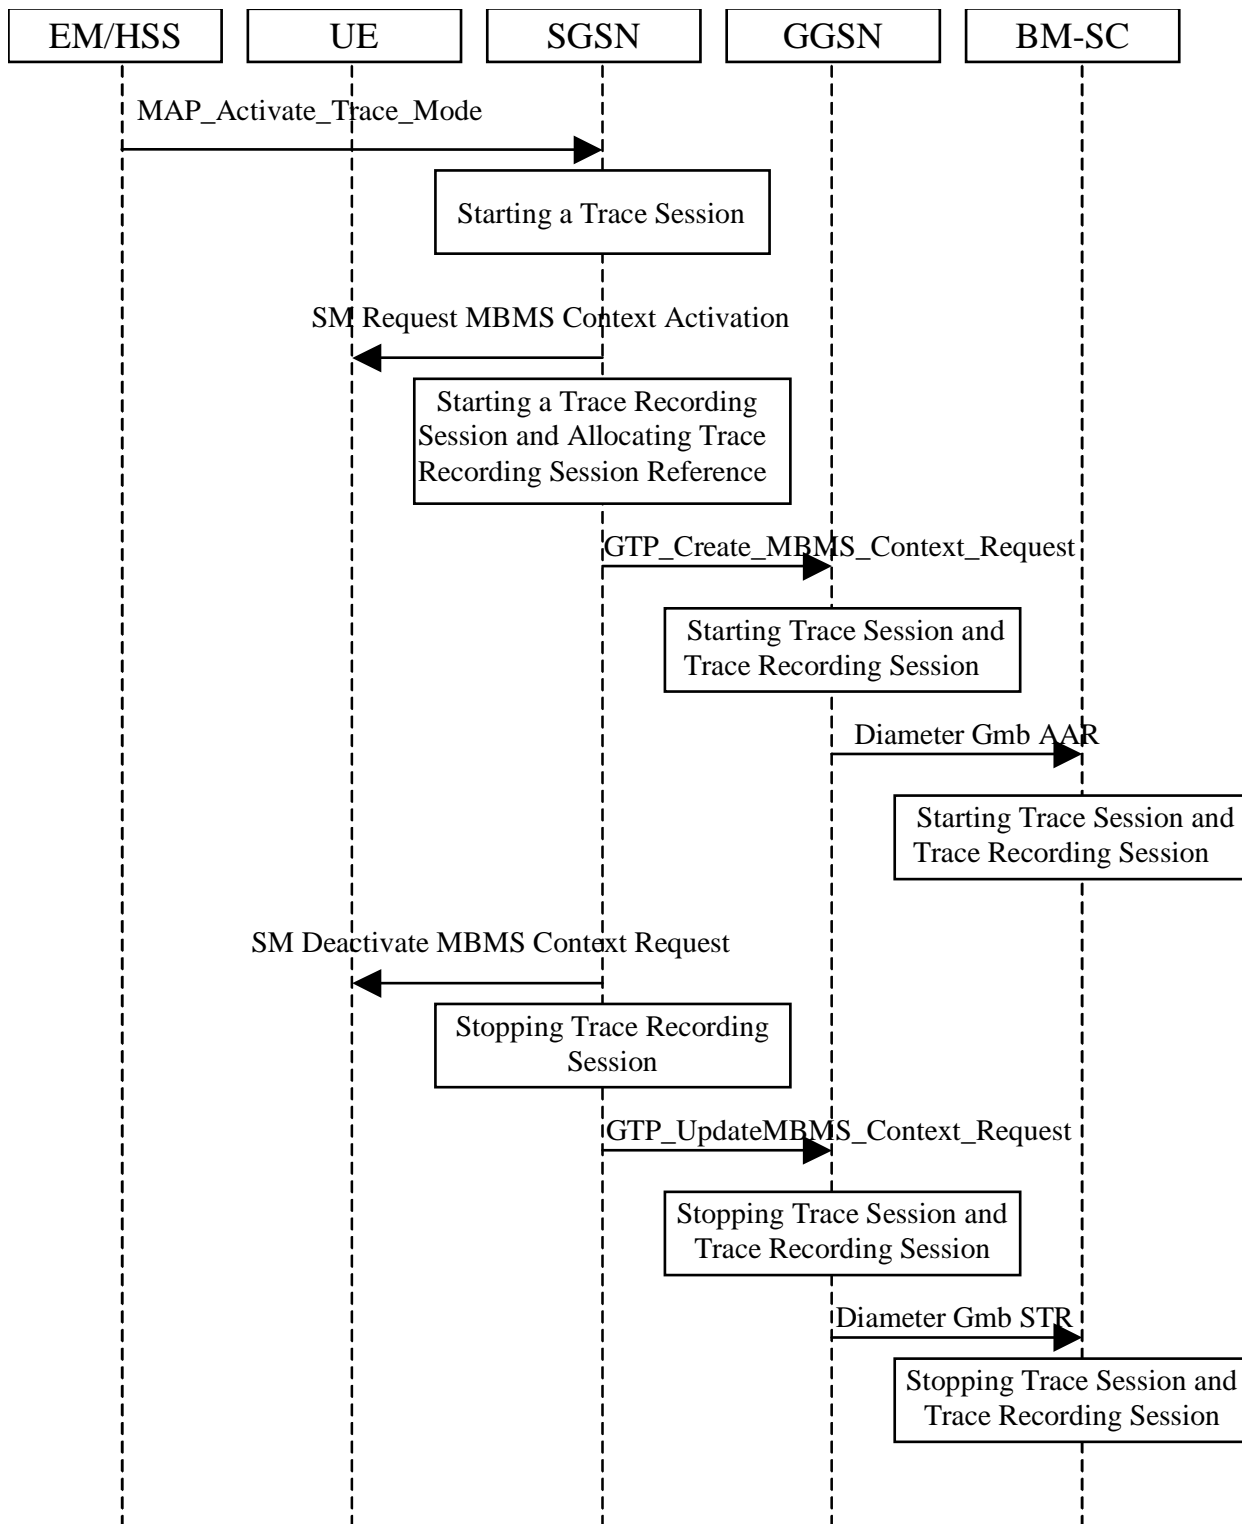 EM/HSS
UE
SGSN
GGSN
BM-SC
MAP_Activate_Trace_Mode
Starting a Trace Session
SM Request MBMS Context Activation
Starting a Trace Recording
Session and Allocating Trace
Recording Session Reference
GTP_Create_MBMS_Context_Request
Starting Trace Session and
Trace Recording Session
Diameter Gmb AAR
Starting Trace Session and
Trace Recording Session
SM Deactivate MBMS Context Request
Stopping Trace Recording
Session
GTP_UpdateMBMS_Context_Request
Stopping Trace Session and
Trace Recording Session
Diameter Gmb STR
Stopping Trace Session and
Trace Recording Session